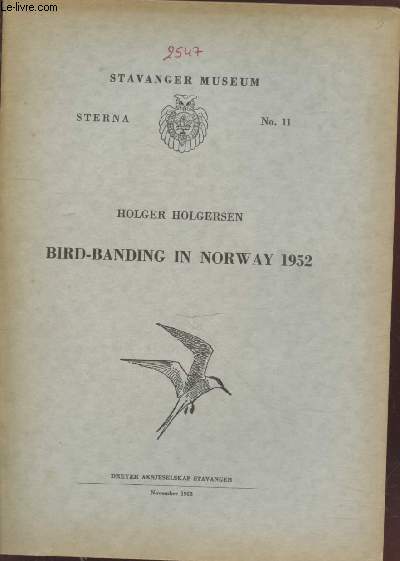 Le-livre.com
2547
STAVANGER MUSEUM
STERNA No. 11
HOLGER HOLGERSEN
BIRD-BANDING IN NORWAY 1952
DREYER AKSJESELSKAP STAVANGER
November